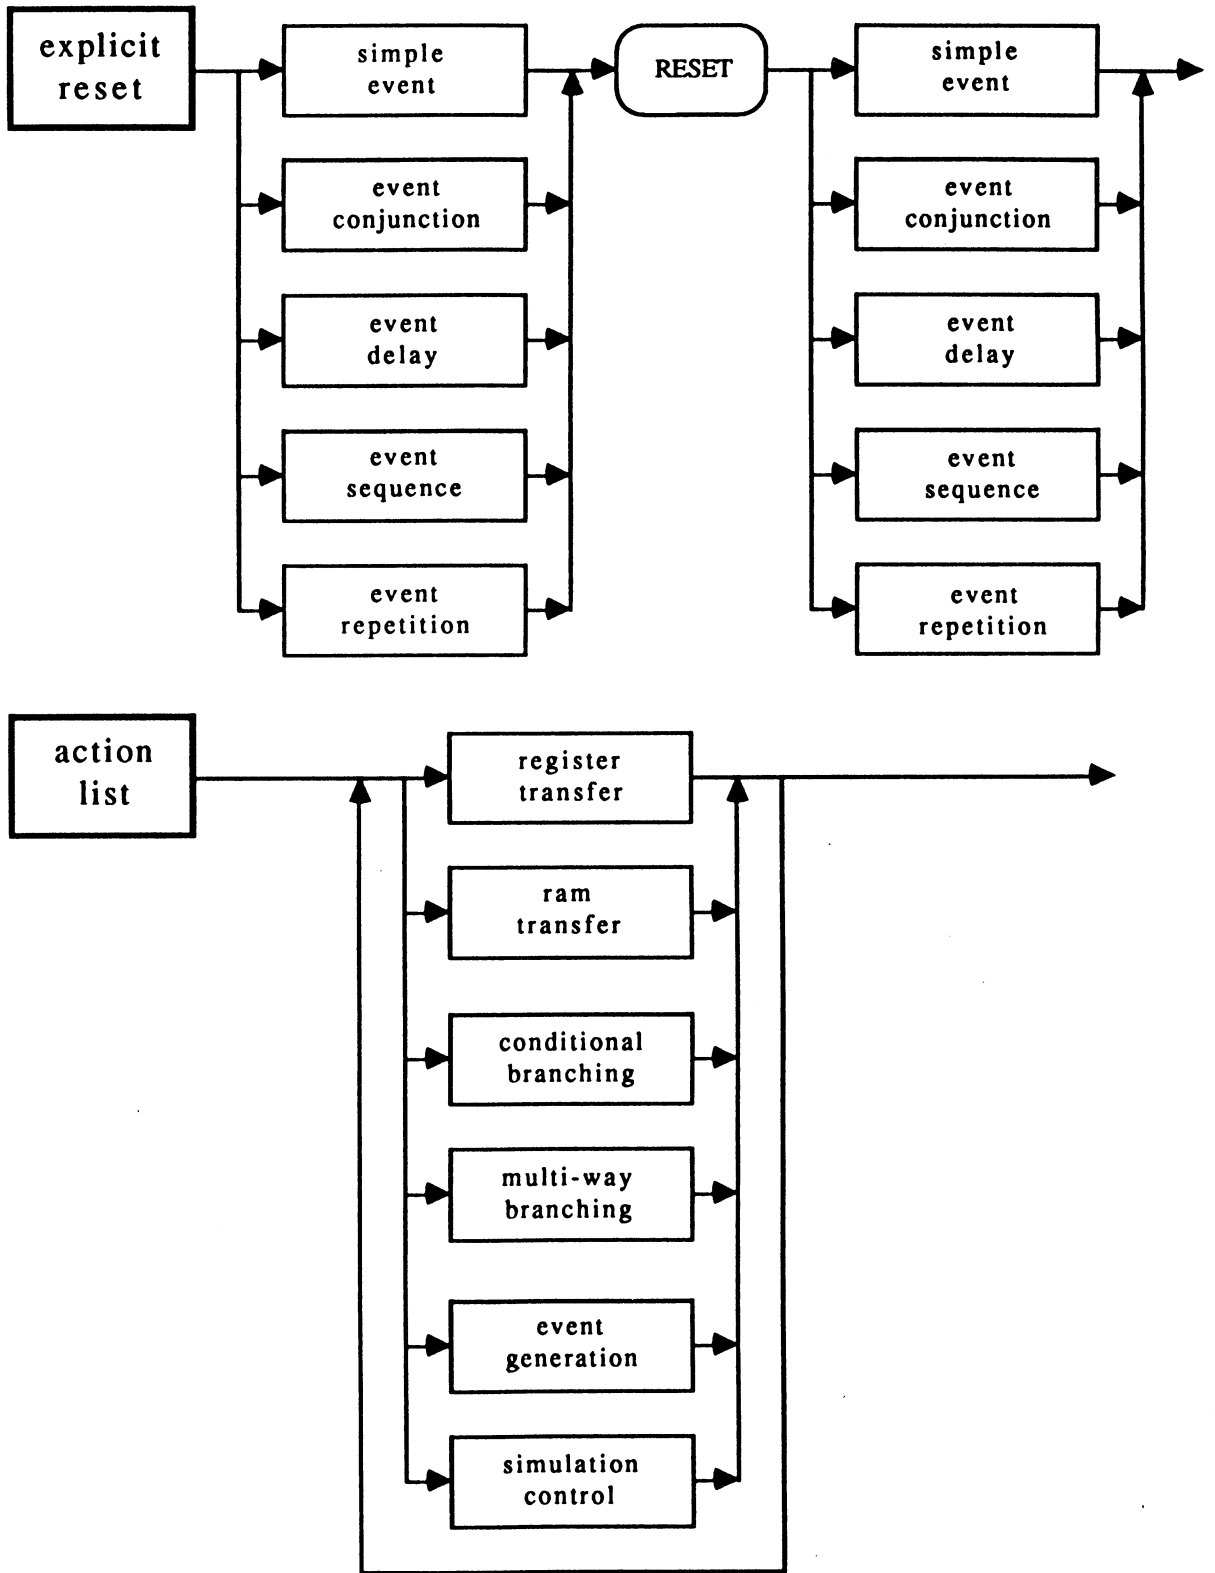 explicit
reset
simple
event
RESET
simple
event
event
conjunction
event
conjunction
event
delay
event
delay
event
sequence
event
sequence
event
repetition
event
repetition
action
list
register
transfer
ram
transfer
conditional
branching
multi-way
branching
event
generation
simulation
control